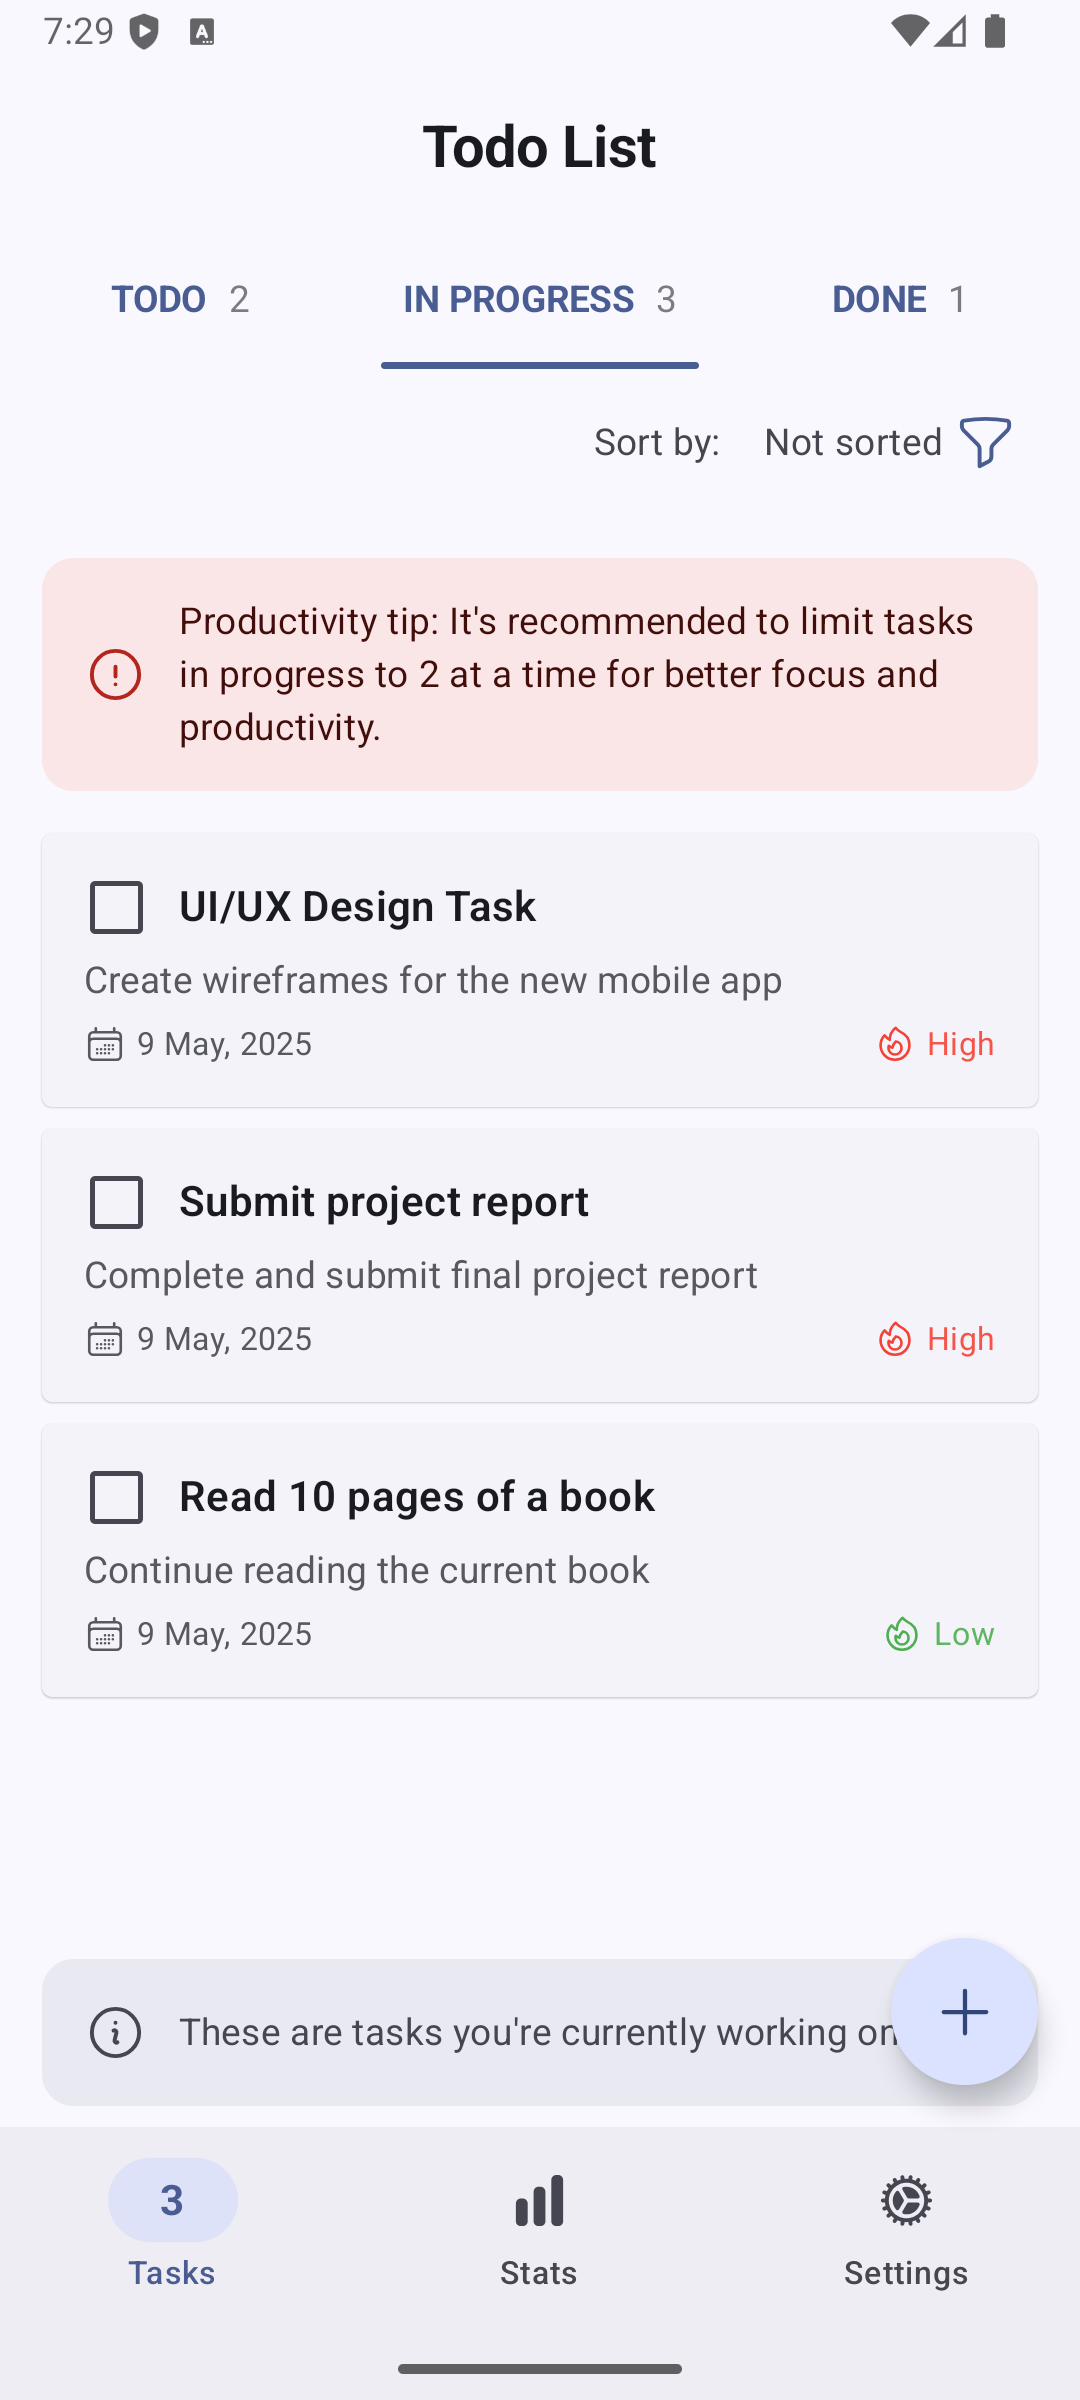 7:29
Todo List
TODO 2 IN PROGRESS 3 DONE 1
Sort by: Not sorted
Productivity tip: It's recommended to limit tasks
in progress to 2 at a time for better focus and
productivity.
UI/UX Design Task
Create wireframes for the new mobile app
9 May, 2025 High
Submit project report
Complete and submit final project report
9 May, 2025 High
Read 10 pages of a book
Continue reading the current book
9 May, 2025 Low
These are tasks you're currently working on
3
Tasks Stats Settings